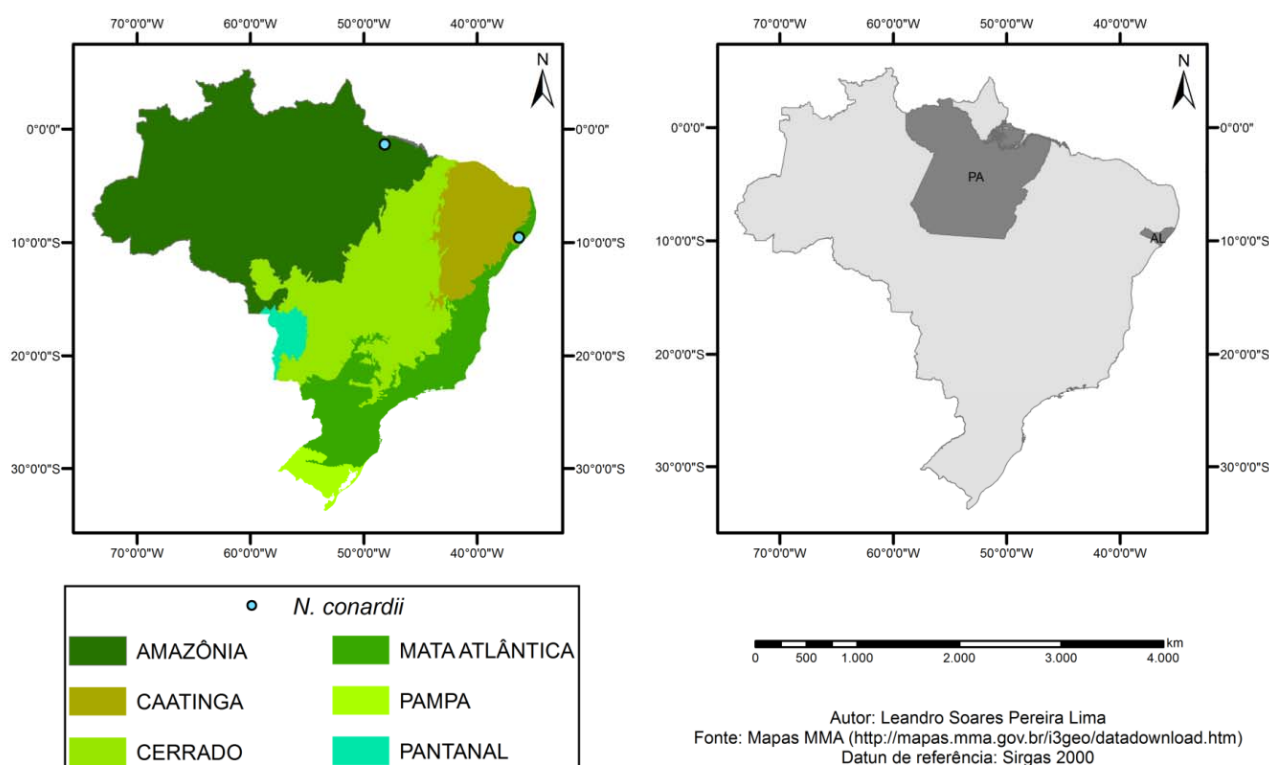 70°0'0"W 60°0'0"W 50°0'0"W 40°0'0"W
N
0°0'0"
0°0'0"
10°0'0"S
10°0'0"S
20°0'0"S
20°0'0"S
30°0'0"S
30°0'0"S
70°0'0"W 60°0'0"W 50°0'0"W 40°0'0"W
70°0'0"W 60°0'0"W 50°0'0"W 40°0'0"W
N
0°0'0"
0°0'0"
PA
AL
10°0'0"S
10°0'0"S
20°0'0"S
20°0'0"S
30°0'0"S
30°0'0"S
70°0'0"W 60°0'0"W 50°0'0"W 40°0'0"W
N. conardii
AMAZÔNIA
MATA ATLÂNTICA
CAATINGA
PAMPA
CERRADO
PANTANAL
km
0 500 1.000 2.000 3.000 4.000
Autor: Leandro Soares Pereira Lima
Fonte: Mapas MMA (http://mapas.mma.gov.br/i3geo/datadownload.htm)
Datun de referência: Sirgas 2000